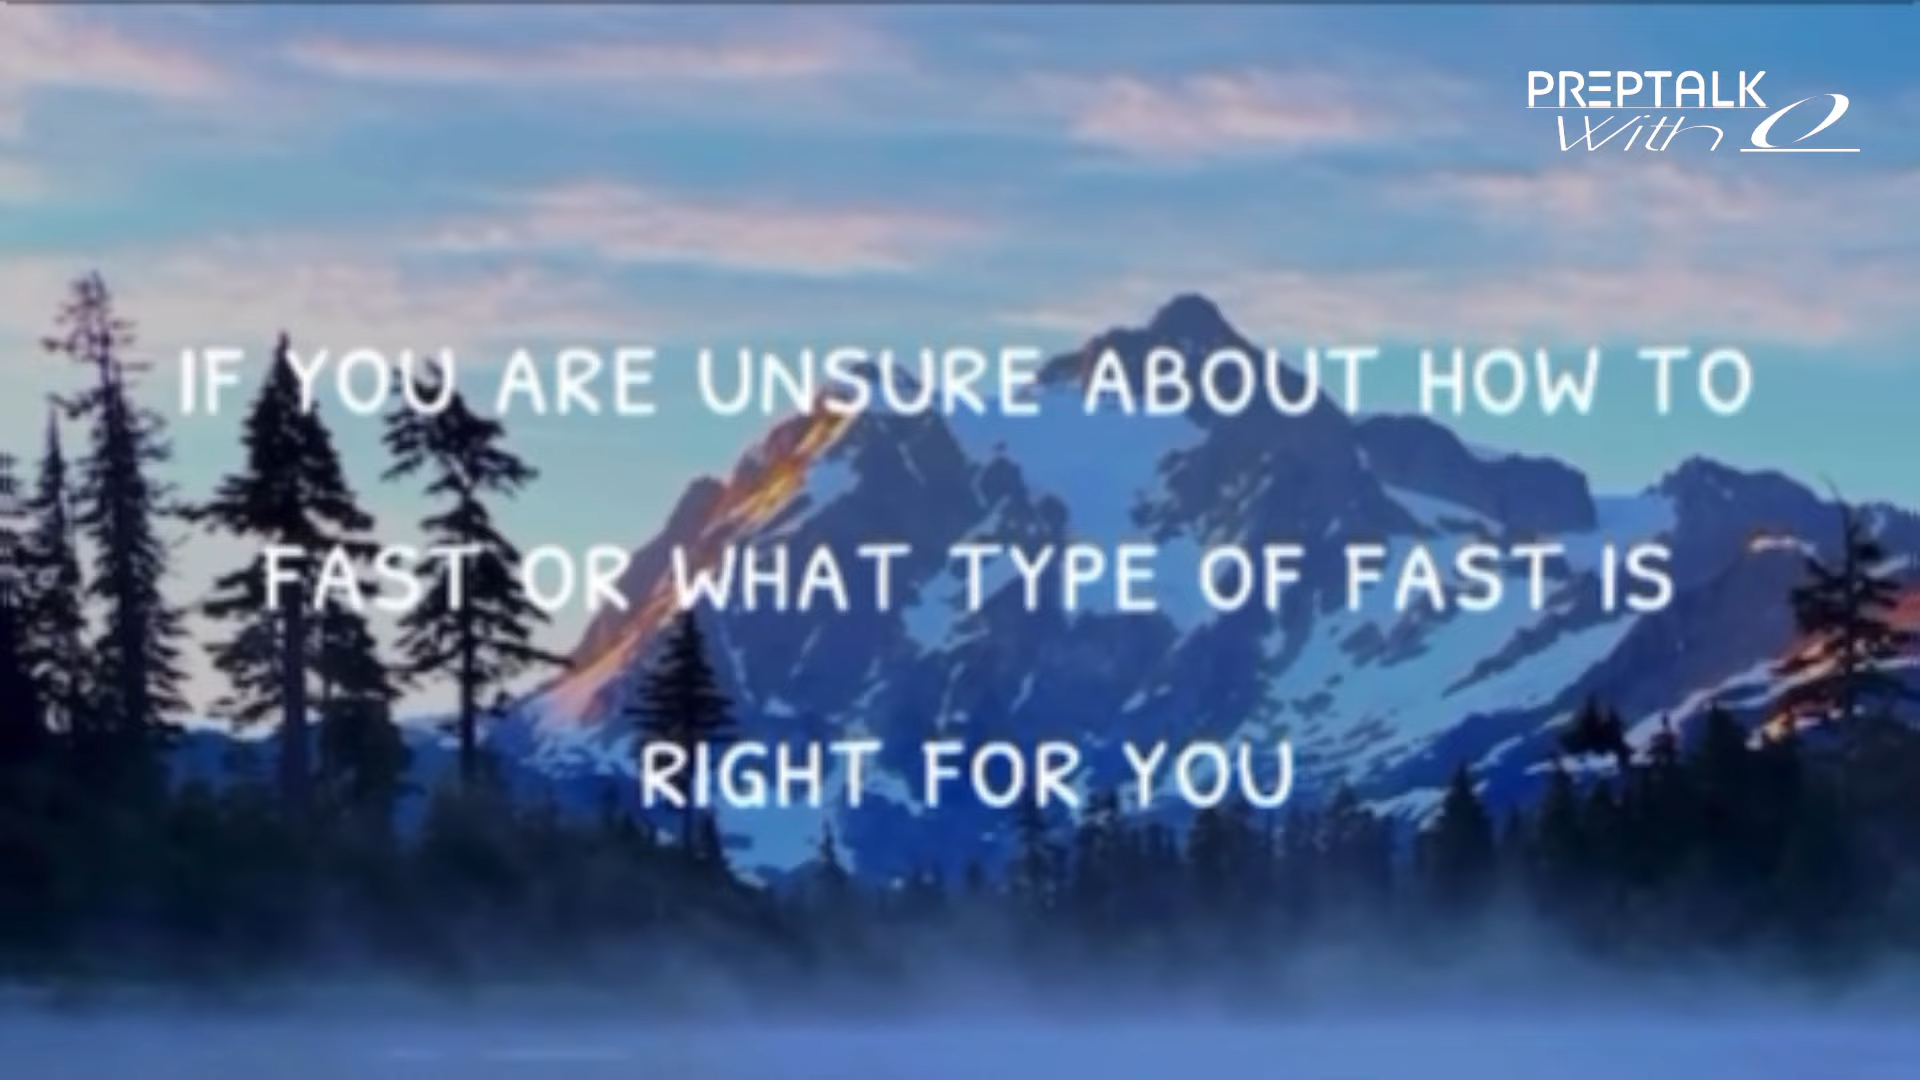 PREPTALK
With e
IF YOU ARE UNSURE ABOUT HOW TO
FAST OR WHAT TYPE OF FAST IS
RIGHT FOR YOU